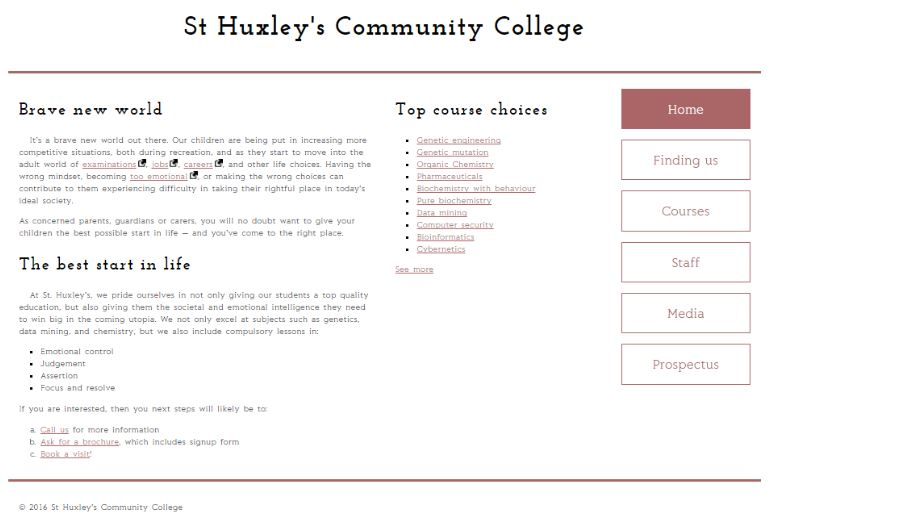 St Huxley's Community College
Brave new world
It's a brave new world out there. Our children are being put in increasing more
competitive situations, both during recreation, and as they start to move into the
adult world of examinations, jobs, careers, and other life choices. Having the
wrong mindset, becoming too emotional, or making the wrong choices can
contribute to them experiencing difficulty in taking their rightful place in today's
ideal society.
As concerned parents, guardians or carers, you will no doubt want to give your
children the best possible start in life — and you've come to the right place.
The best start in life
At St. Huxley's, we pride ourselves in not only giving our students a top quality
education, but also giving them the societal and emotional intelligence they need
to win big in the coming utopia. We not only excel at subjects such as genetics,
data mining, and chemistry, but we also include compulsory lessons in:
Emotional control
Judgement
Assertion
Focus and resolve
If you are interested, then you next steps will likely be to:
a. Call us for more information
b. Ask for a brochure, which includes signup form
c. Book a visit!
Top course choices
Genetic engineering
Genetic mutation
Organic Chemistry
Pharmaceuticals
Biochemistry with behaviour
Pure biochemistry
Data mining
Computer security
Bioinformatics
Cybernetics
See more
Home
Finding us
Courses
Staff
Media
Prospectus
© 2016 St Huxley's Community College